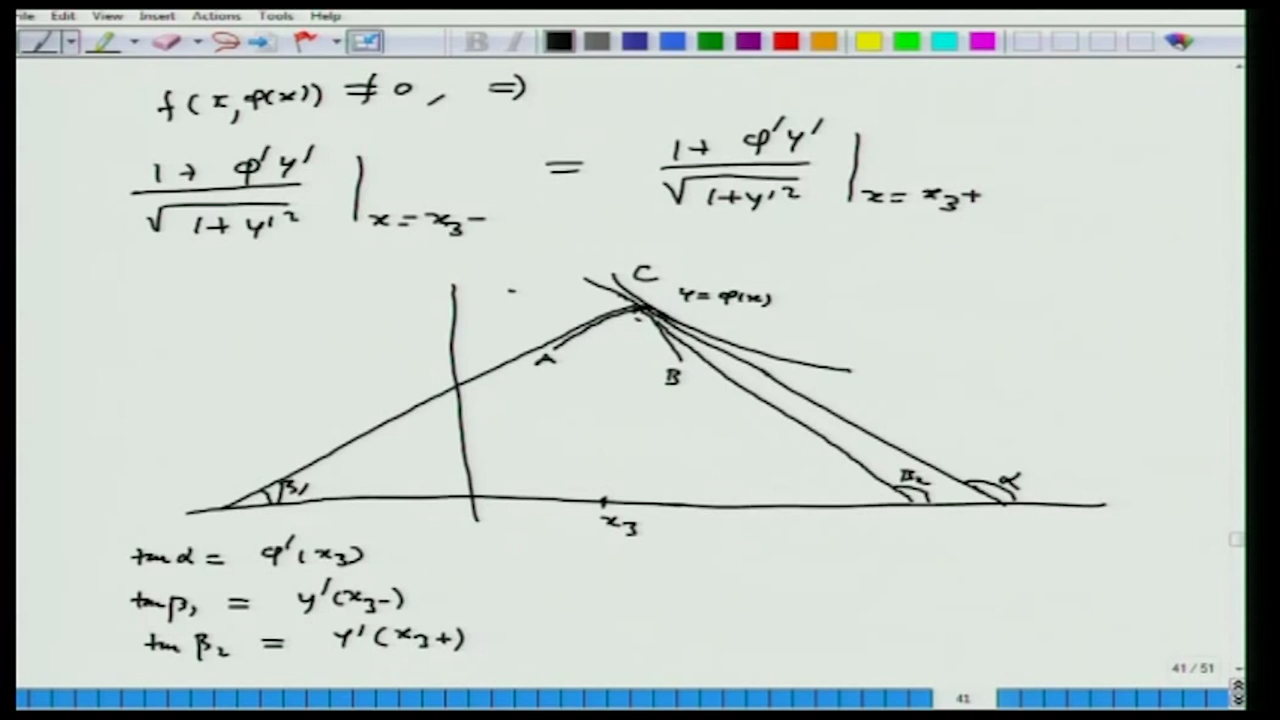 Edit View Insert Actions Tools Help
f(x, φ(x)) ≠ 0, ⇒
1 + φ'y' / √(1+y'²) |x = x3− = 1 + φ'y' / √(1+y'²) |x = x3+
C
y = φ(x)
A
B
β1
β2
α
x3
tan α = φ'(x3)
tan β1 = y'(x3−)
tan β2 = y'(x3+)
41 / 51
41